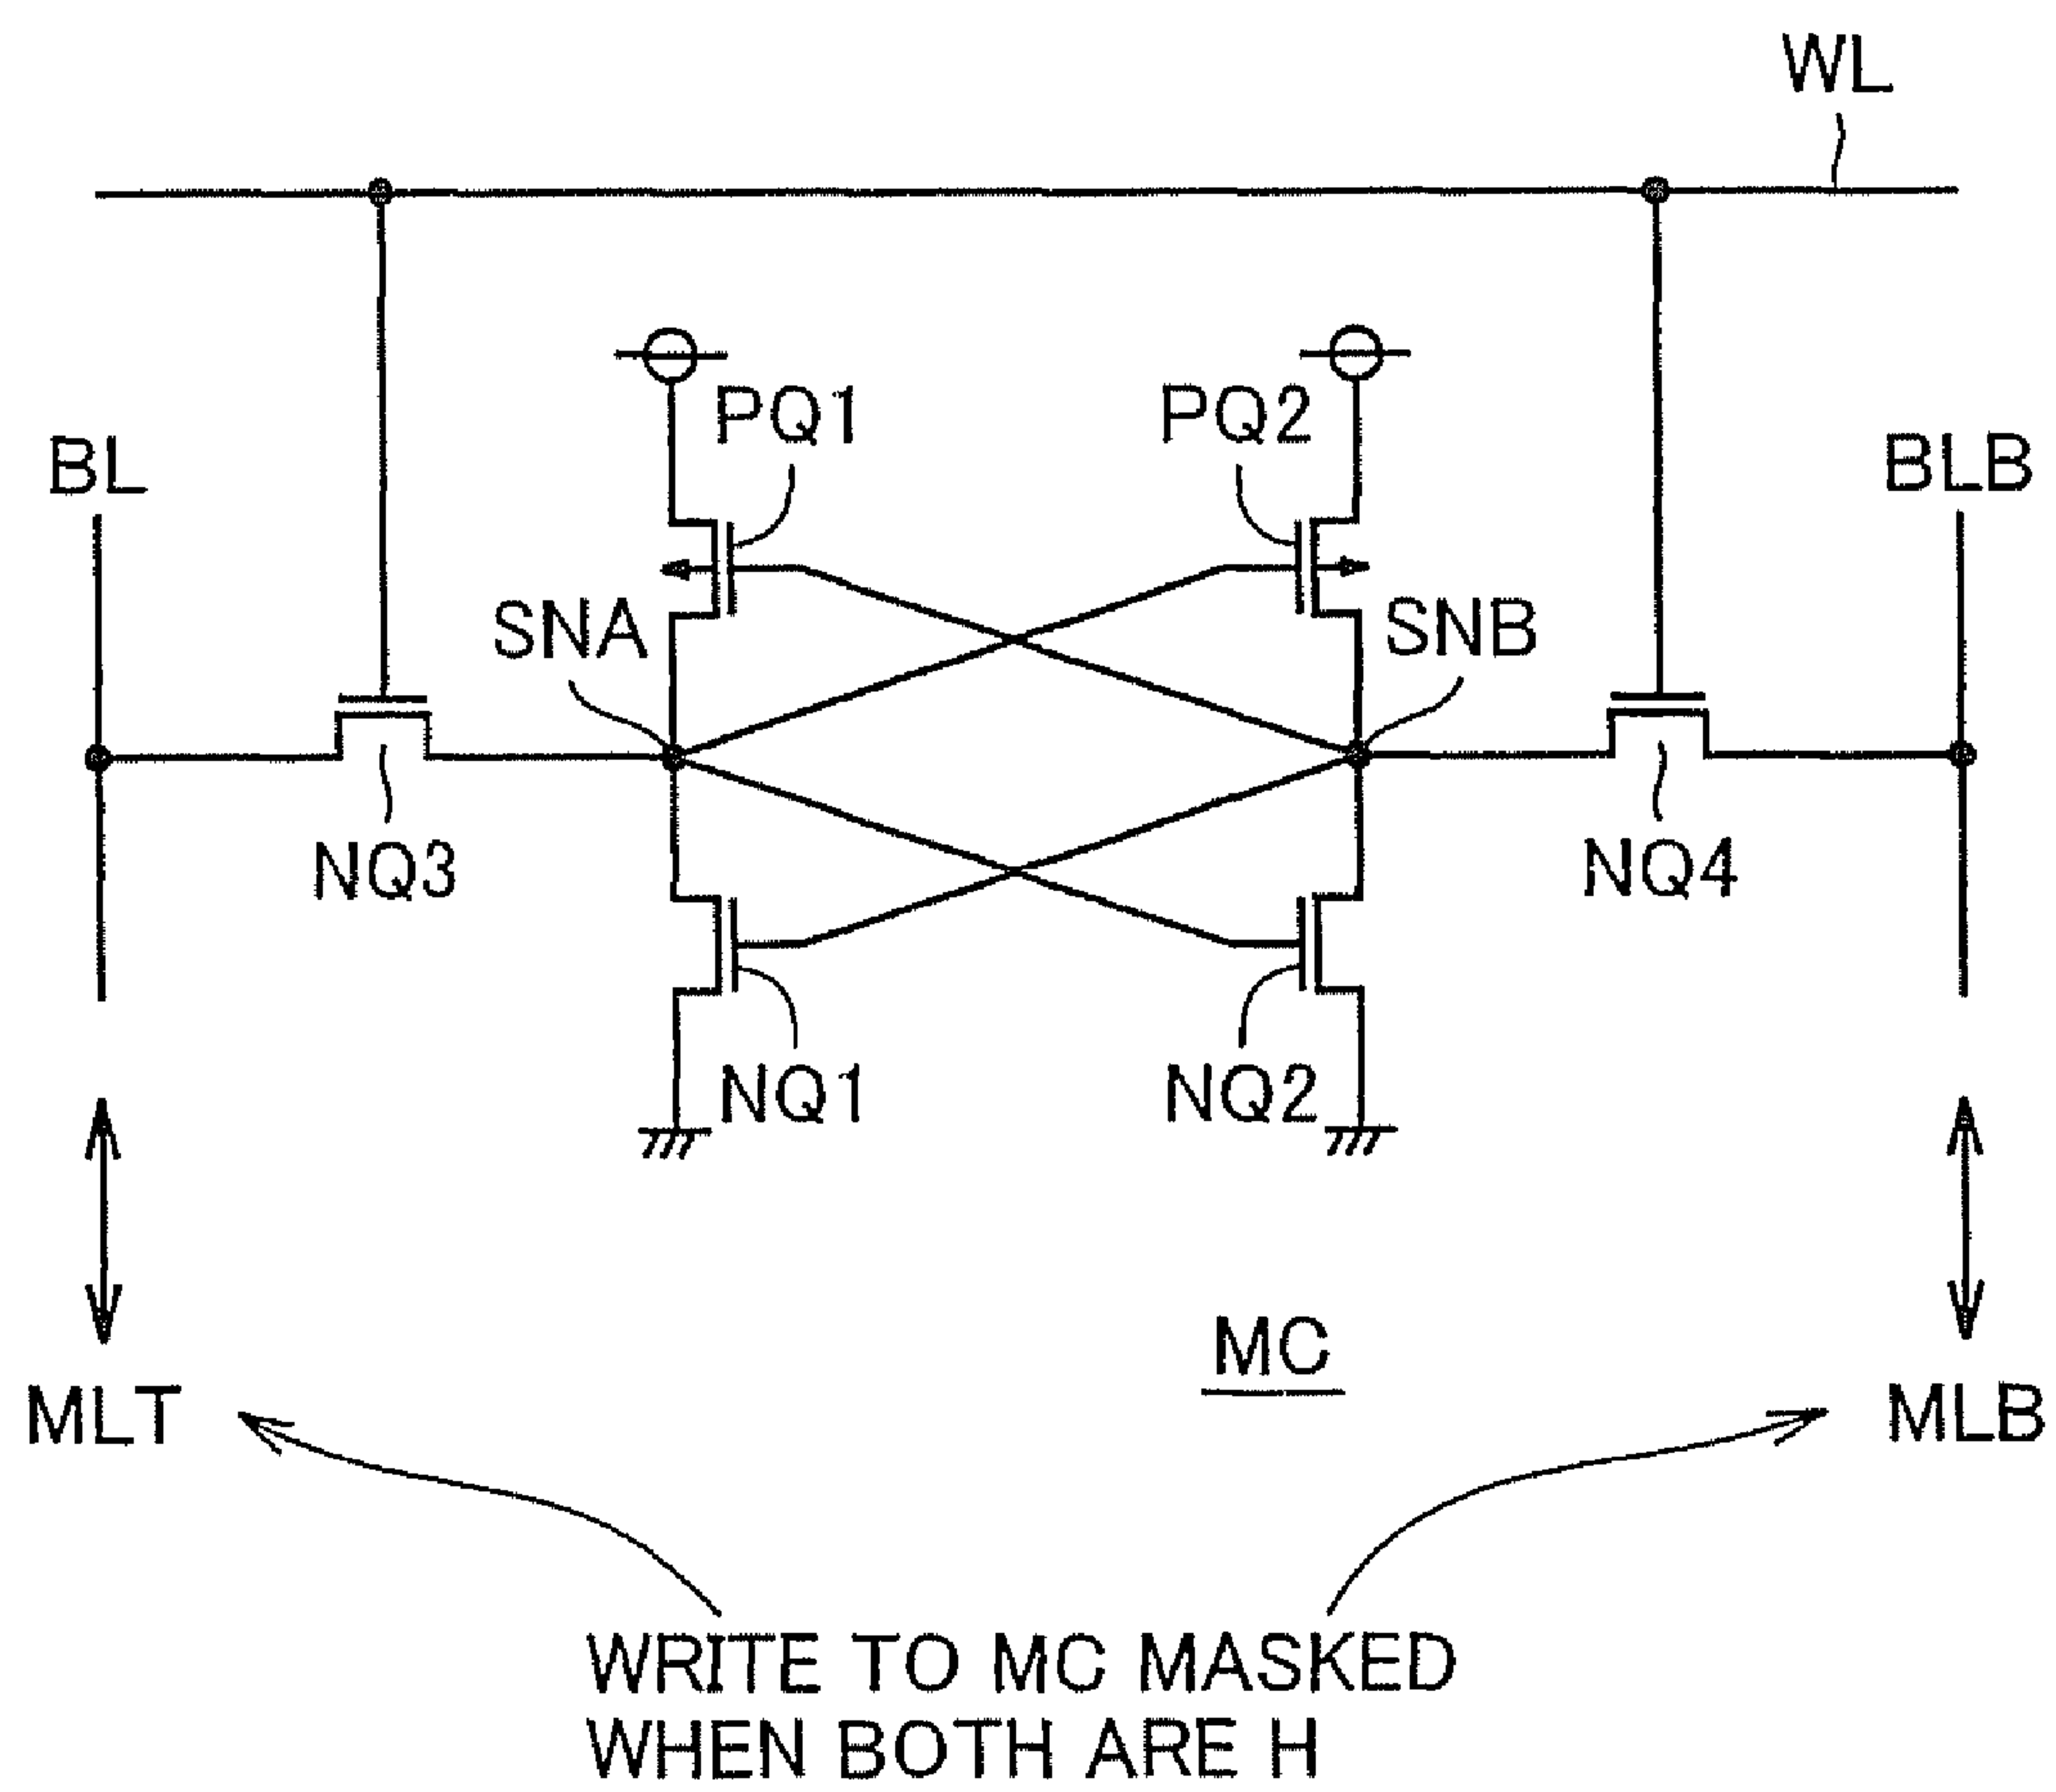 WL
PQ1
PQ2
BL
BLB
SNA
SNB
NQ3
NQ4
NQ1
NQ2
MC
MLT
MLB
WRITE TO MC MASKED
WHEN BOTH ARE H